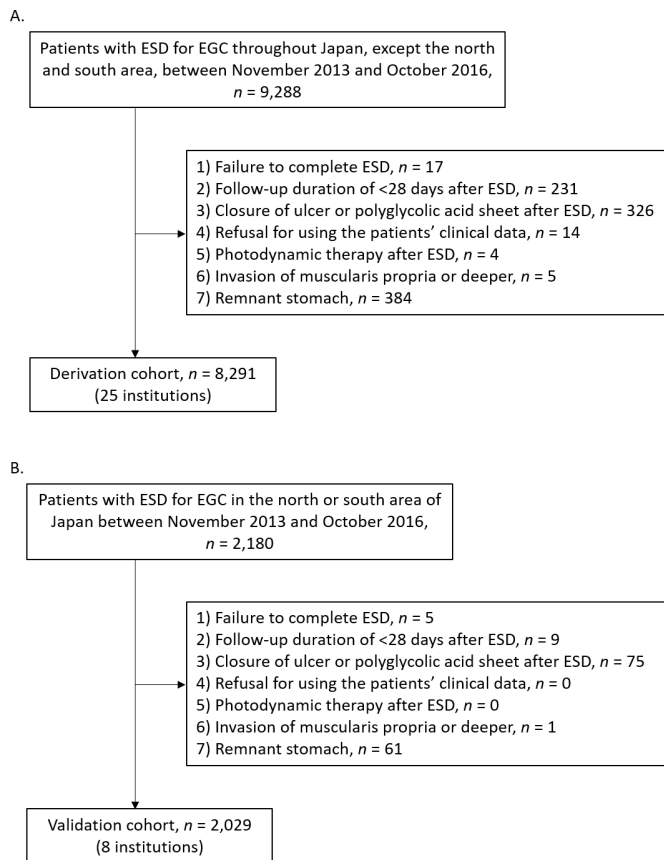 A.
Patients with ESD for EGC throughout Japan, except the north
and south area, between November 2013 and October 2016,
n = 9,288
1) Failure to complete ESD, n = 17
2) Follow-up duration of <28 days after ESD, n = 231
3) Closure of ulcer or polyglycolic acid sheet after ESD, n = 326
4) Refusal for using the patients’ clinical data, n = 14
5) Photodynamic therapy after ESD, n = 4
6) Invasion of muscularis propria or deeper, n = 5
7) Remnant stomach, n = 384
Derivation cohort, n = 8,291
(25 institutions)
B.
Patients with ESD for EGC in the north or south area of
Japan between November 2013 and October 2016,
n = 2,180
1) Failure to complete ESD, n = 5
2) Follow-up duration of <28 days after ESD, n = 9
3) Closure of ulcer or polyglycolic acid sheet after ESD, n = 75
4) Refusal for using the patients’ clinical data, n = 0
5) Photodynamic therapy after ESD, n = 0
6) Invasion of muscularis propria or deeper, n = 1
7) Remnant stomach, n = 61
Validation cohort, n = 2,029
(8 institutions)